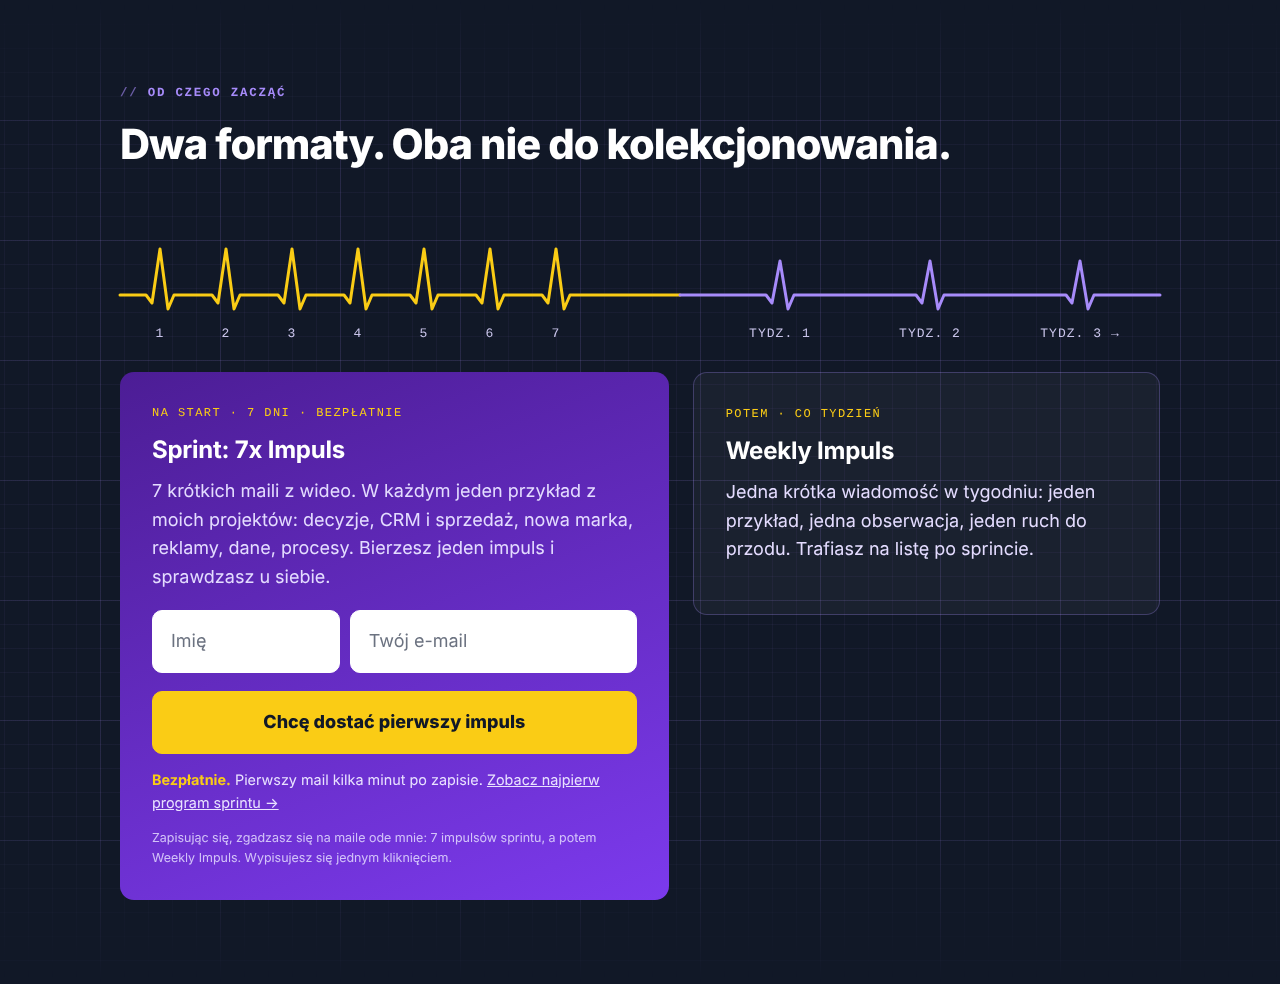 // OD CZEGO ZACZĄĆ
Dwa formaty. Oba nie do kolekcjonowania.
1 2 3 4 5 6 7 TYDZ. 1 TYDZ. 2 TYDZ. 3 →
NA START · 7 DNI · BEZPŁATNIE
Sprint: 7x Impuls
7 krótkich maili z wideo. W każdym jeden przykład z
moich projektów: decyzje, CRM i sprzedaż, nowa marka,
reklamy, dane, procesy. Bierzesz jeden impuls i
sprawdzasz u siebie.
Imię
Twój e-mail
Chcę dostać pierwszy impuls
Bezpłatnie. Pierwszy mail kilka minut po zapisie. Zobacz najpierw
program sprintu →
Zapisując się, zgadzasz się na maile ode mnie: 7 impulsów sprintu, a potem
Weekly Impuls. Wypisujesz się jednym kliknięciem.
POTEM · CO TYDZIEŃ
Weekly Impuls
Jedna krótka wiadomość w tygodniu: jeden
przykład, jedna obserwacja, jeden ruch do
przodu. Trafiasz na listę po sprincie.